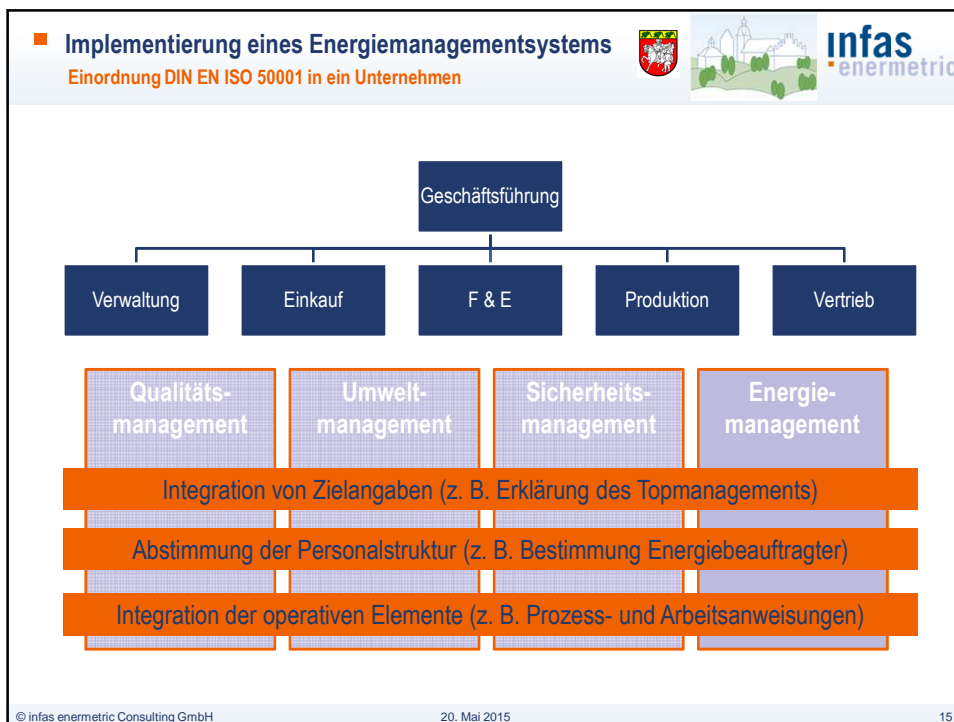 Implementierung eines Energiemanagementsystems
Einordnung DIN EN ISO 50001 in ein Unternehmen
infas
enermetric
Geschäftsführung
Verwaltung
Einkauf
F & E
Produktion
Vertrieb
Qualitäts-
management
Umwelt-
management
Sicherheits-
management
Energie-
management
Integration von Zielangaben (z. B. Erklärung des Topmanagements)
Abstimmung der Personalstruktur (z. B. Bestimmung Energiebeauftragter)
Integration der operativen Elemente (z. B. Prozess- und Arbeitsanweisungen)
© infas enermetric Consulting GmbH
20. Mai 2015
15